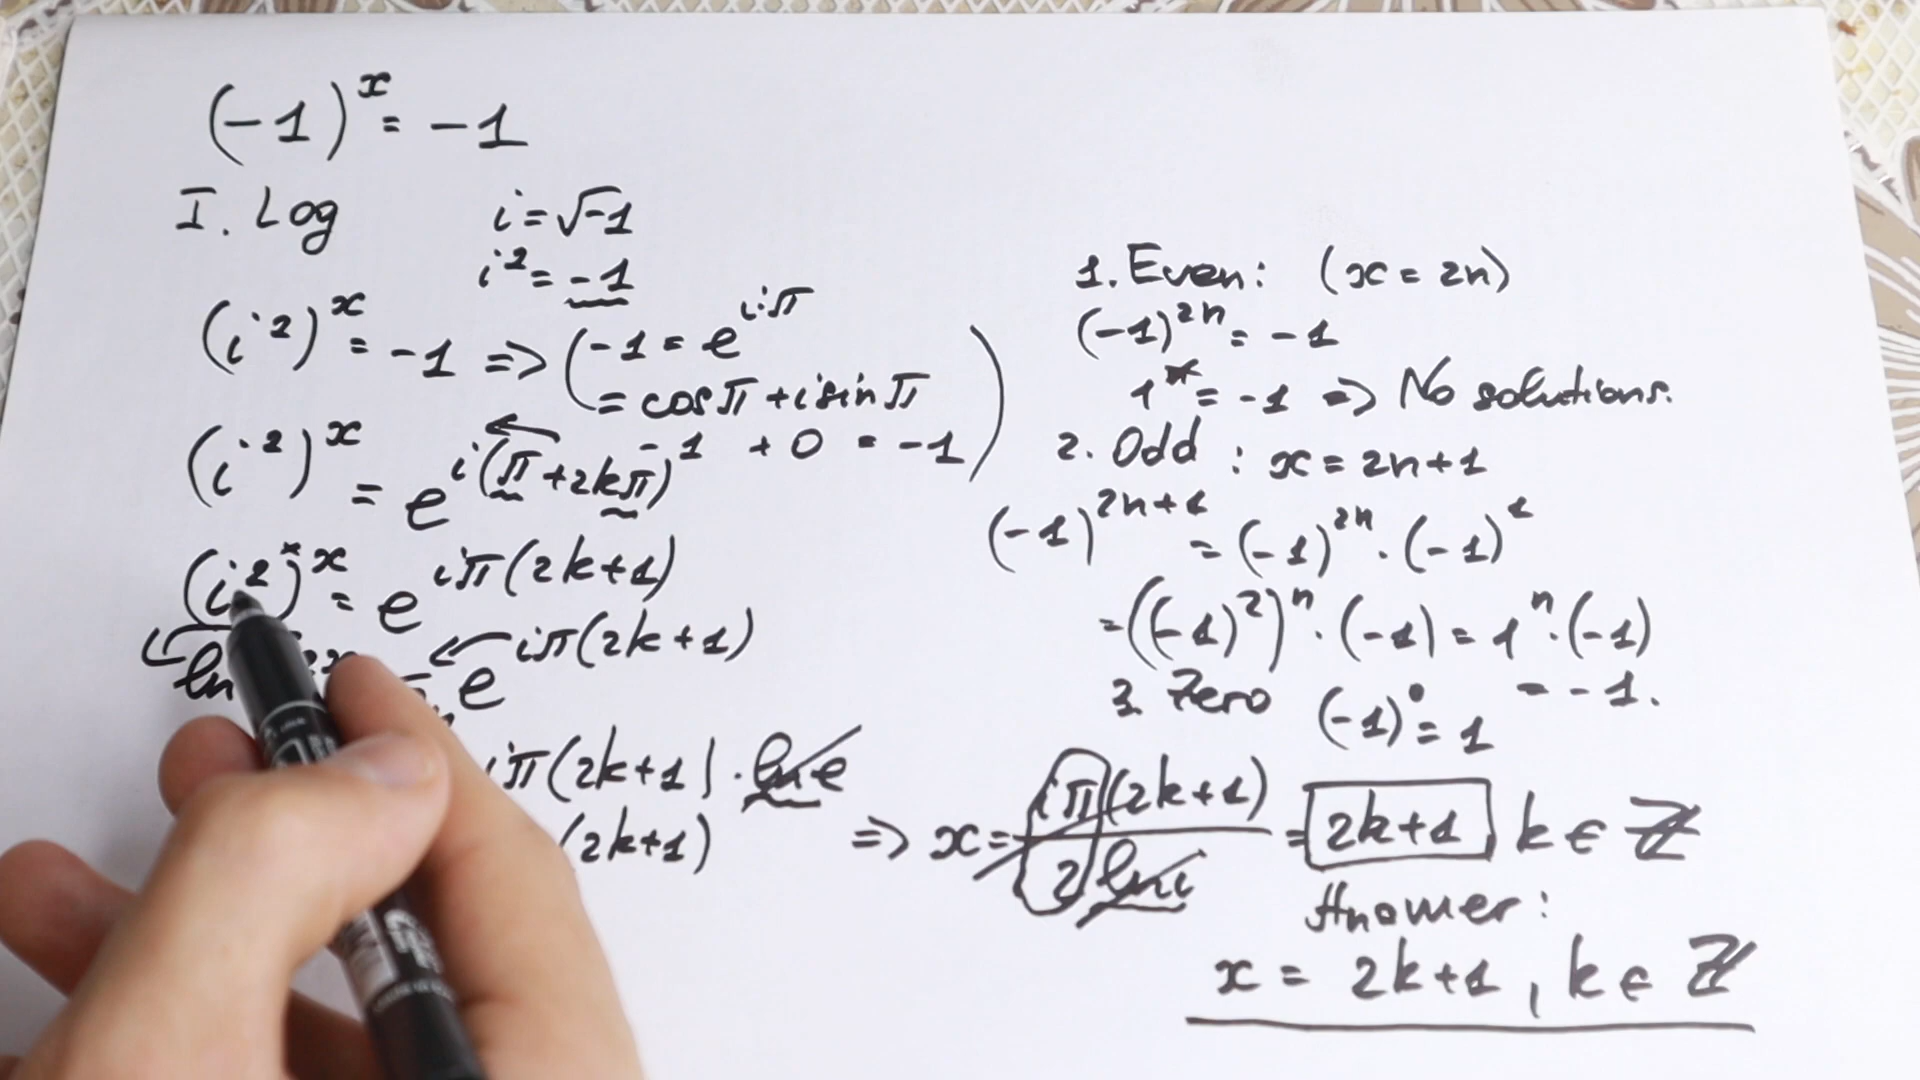 (-1)^x = -1
I. Log
i = √-1
i² = -1
(i²)^x = -1 => (-1 = e^{i·π}
= cos π + i sin π
-1 + 0 = -1)
(i²)^x = e^{i(π+2kπ)}
(i²)^x = e^{iπ(2k+1)}
ln e^{iπ(2k+1)}
iπ(2k+1) · ln e
(2k+1)
1. Even: (x = 2n)
(-1)^{2n} = -1
1^n = -1 => No solutions.
2. Odd : x = 2n+1
(-1)^{2n+1} = (-1)^{2n} · (-1)^1
= ((-1)²)^n · (-1) = 1^n · (-1)
= -1.
3. Zero (-1)^0 = 1
=> x = iπ(2k+1) / 2 ln i = 2k+1, k ∈ Z
Answer:
x = 2k+1, k ∈ Z